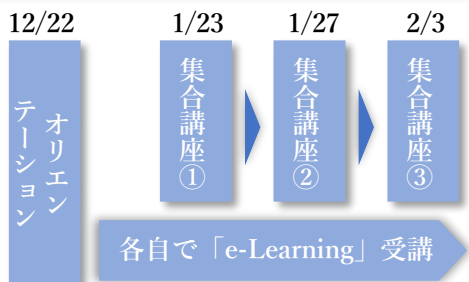 12/22
1/23
1/27
2/3
オリエン
テーション
集合講座①
集合講座②
集合講座③
各自で「e-Learning」受講